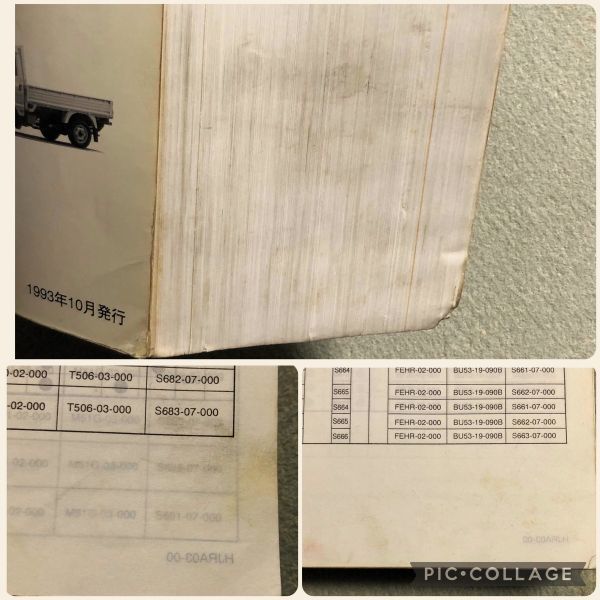 1993年10月発行
0-02-000 T506-03-000 S682-07-000
0-02-000 T506-03-000 S683-07-000
S664 FEHR-02-000 BU53-19-090B S661-07-000
S665 FEHR-02-000 BU53-19-090B S662-07-000
S664 FEHR-02-000 BU53-19-090B S661-07-000
S665 FEHR-02-000 BU53-19-090B S662-07-000
S666 FEHR-02-000 BU53-19-090B S663-07-000
HJRA03-00
HJRA03-00
PIC•COLLAGE